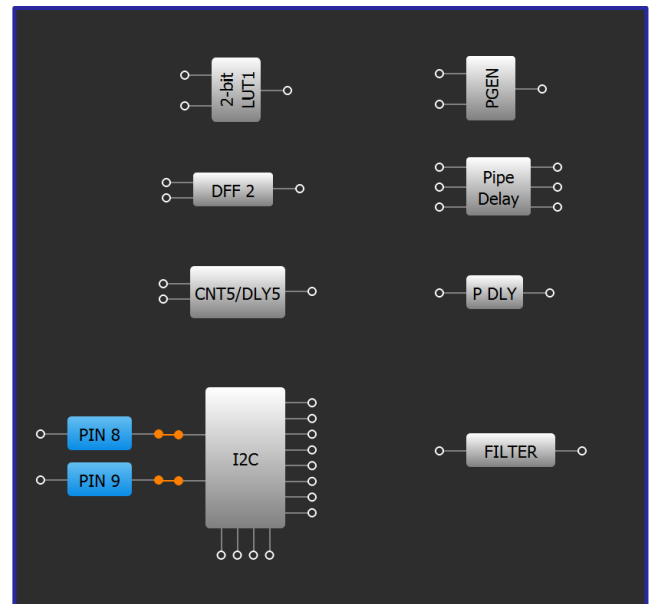 2-bit
LUT1
PGEN
DFF 2
Pipe
Delay
CNT5/DLY5
P DLY
PIN 8
I2C
FILTER
PIN 9